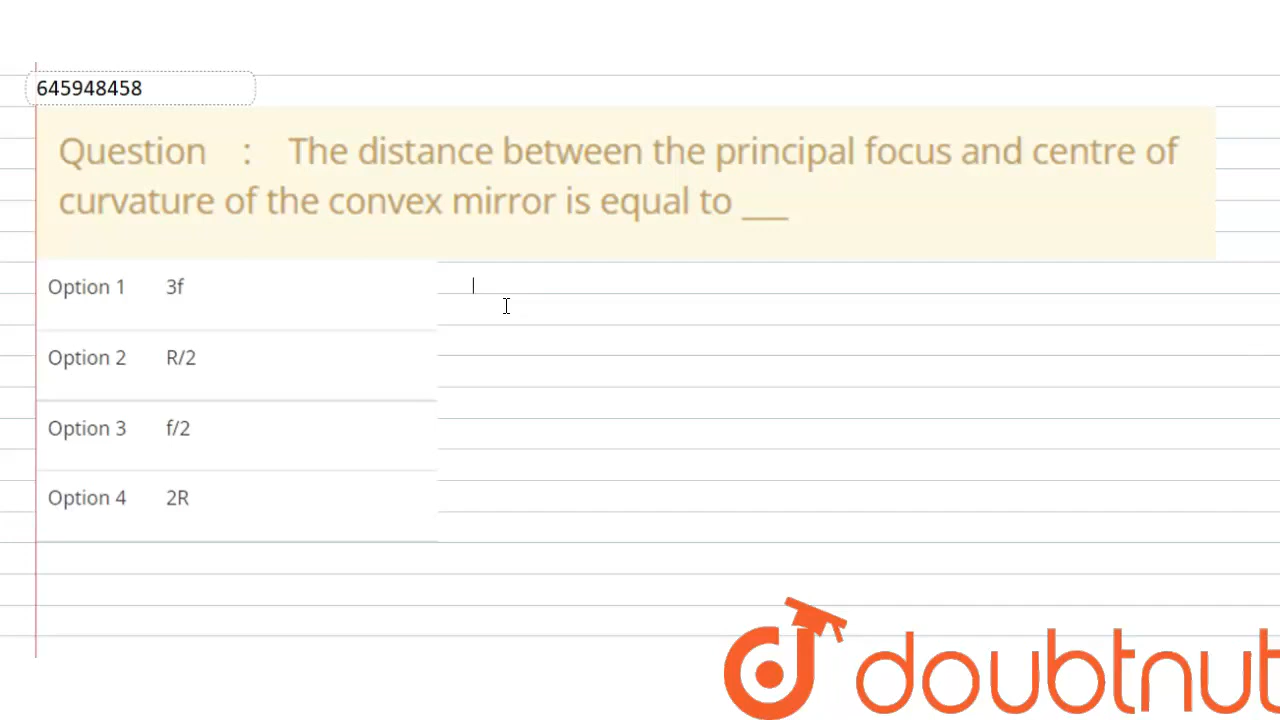 645948458
Question : The distance between the principal focus and centre of
curvature of the convex mirror is equal to ___
Option 1 3f
Option 2 R/2
Option 3 f/2
Option 4 2R
doubtnut